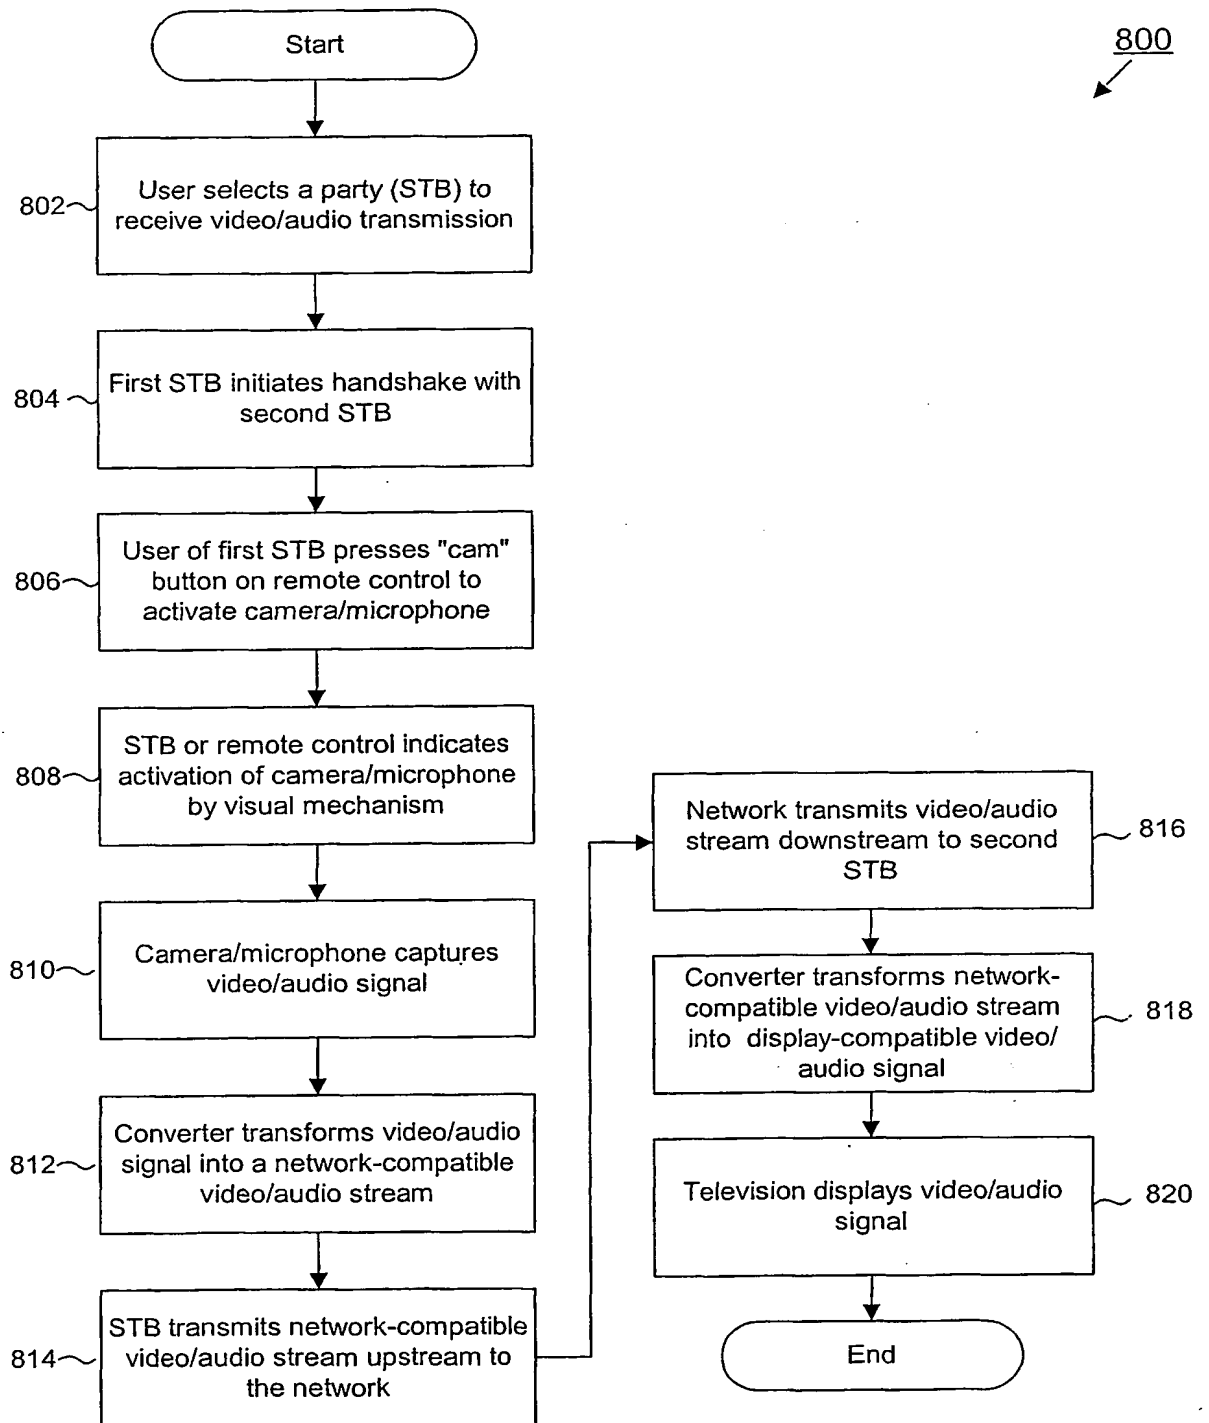 Start
800
802
User selects a party (STB) to
receive video/audio transmission
804
First STB initiates handshake with
second STB
806
User of first STB presses "cam"
button on remote control to
activate camera/microphone
808
STB or remote control indicates
activation of camera/microphone
by visual mechanism
810
Camera/microphone captures
video/audio signal
812
Converter transforms video/audio
signal into a network-compatible
video/audio stream
814
STB transmits network-compatible
video/audio stream upstream to
the network
Network transmits video/audio
stream downstream to second
STB
816
Converter transforms network-
compatible video/audio stream
into display-compatible video/
audio signal
818
Television displays video/audio
signal
820
End